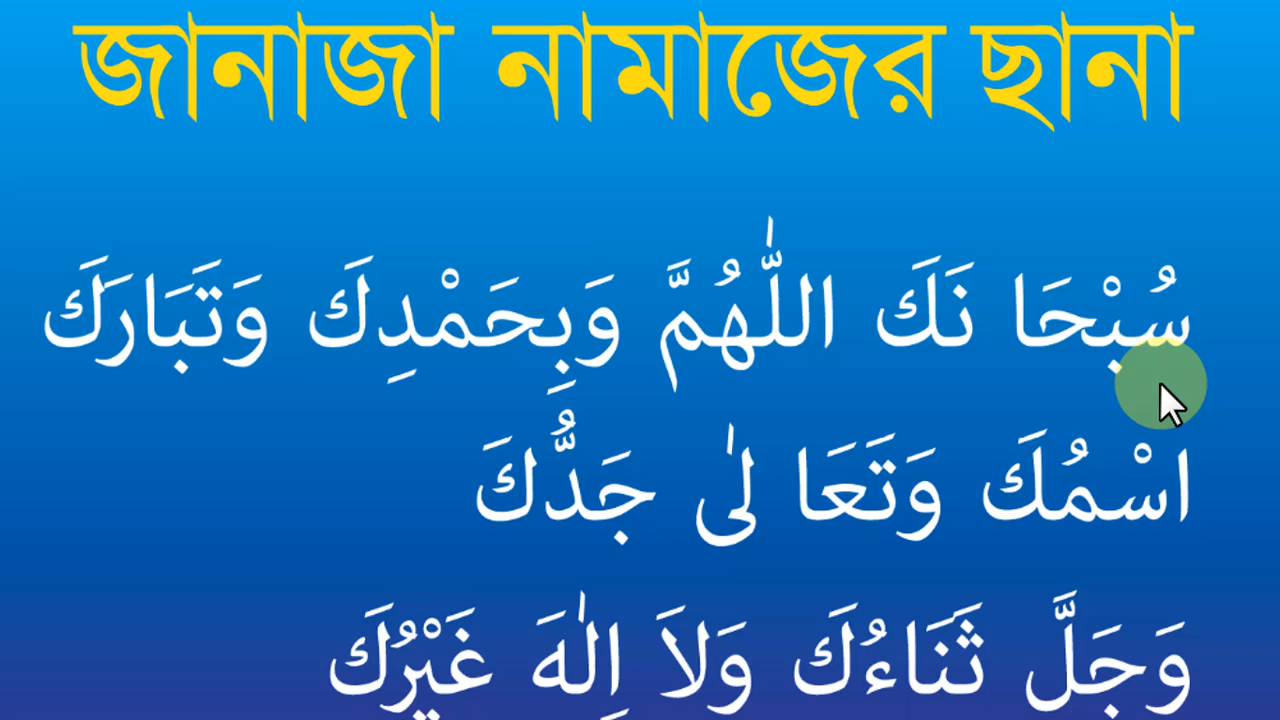 জানাজা নামাজের ছানা
سُبْحَا نَكَ اللّٰهُمَّ وَبِحَمْدِكَ وَتَبَارَكَ
اسْمُكَ وَتَعَا لٰى جَدُّكَ
وَجَلَّ ثَنَاءُكَ وَلاَ اِلٰهَ غَيْرُكَ